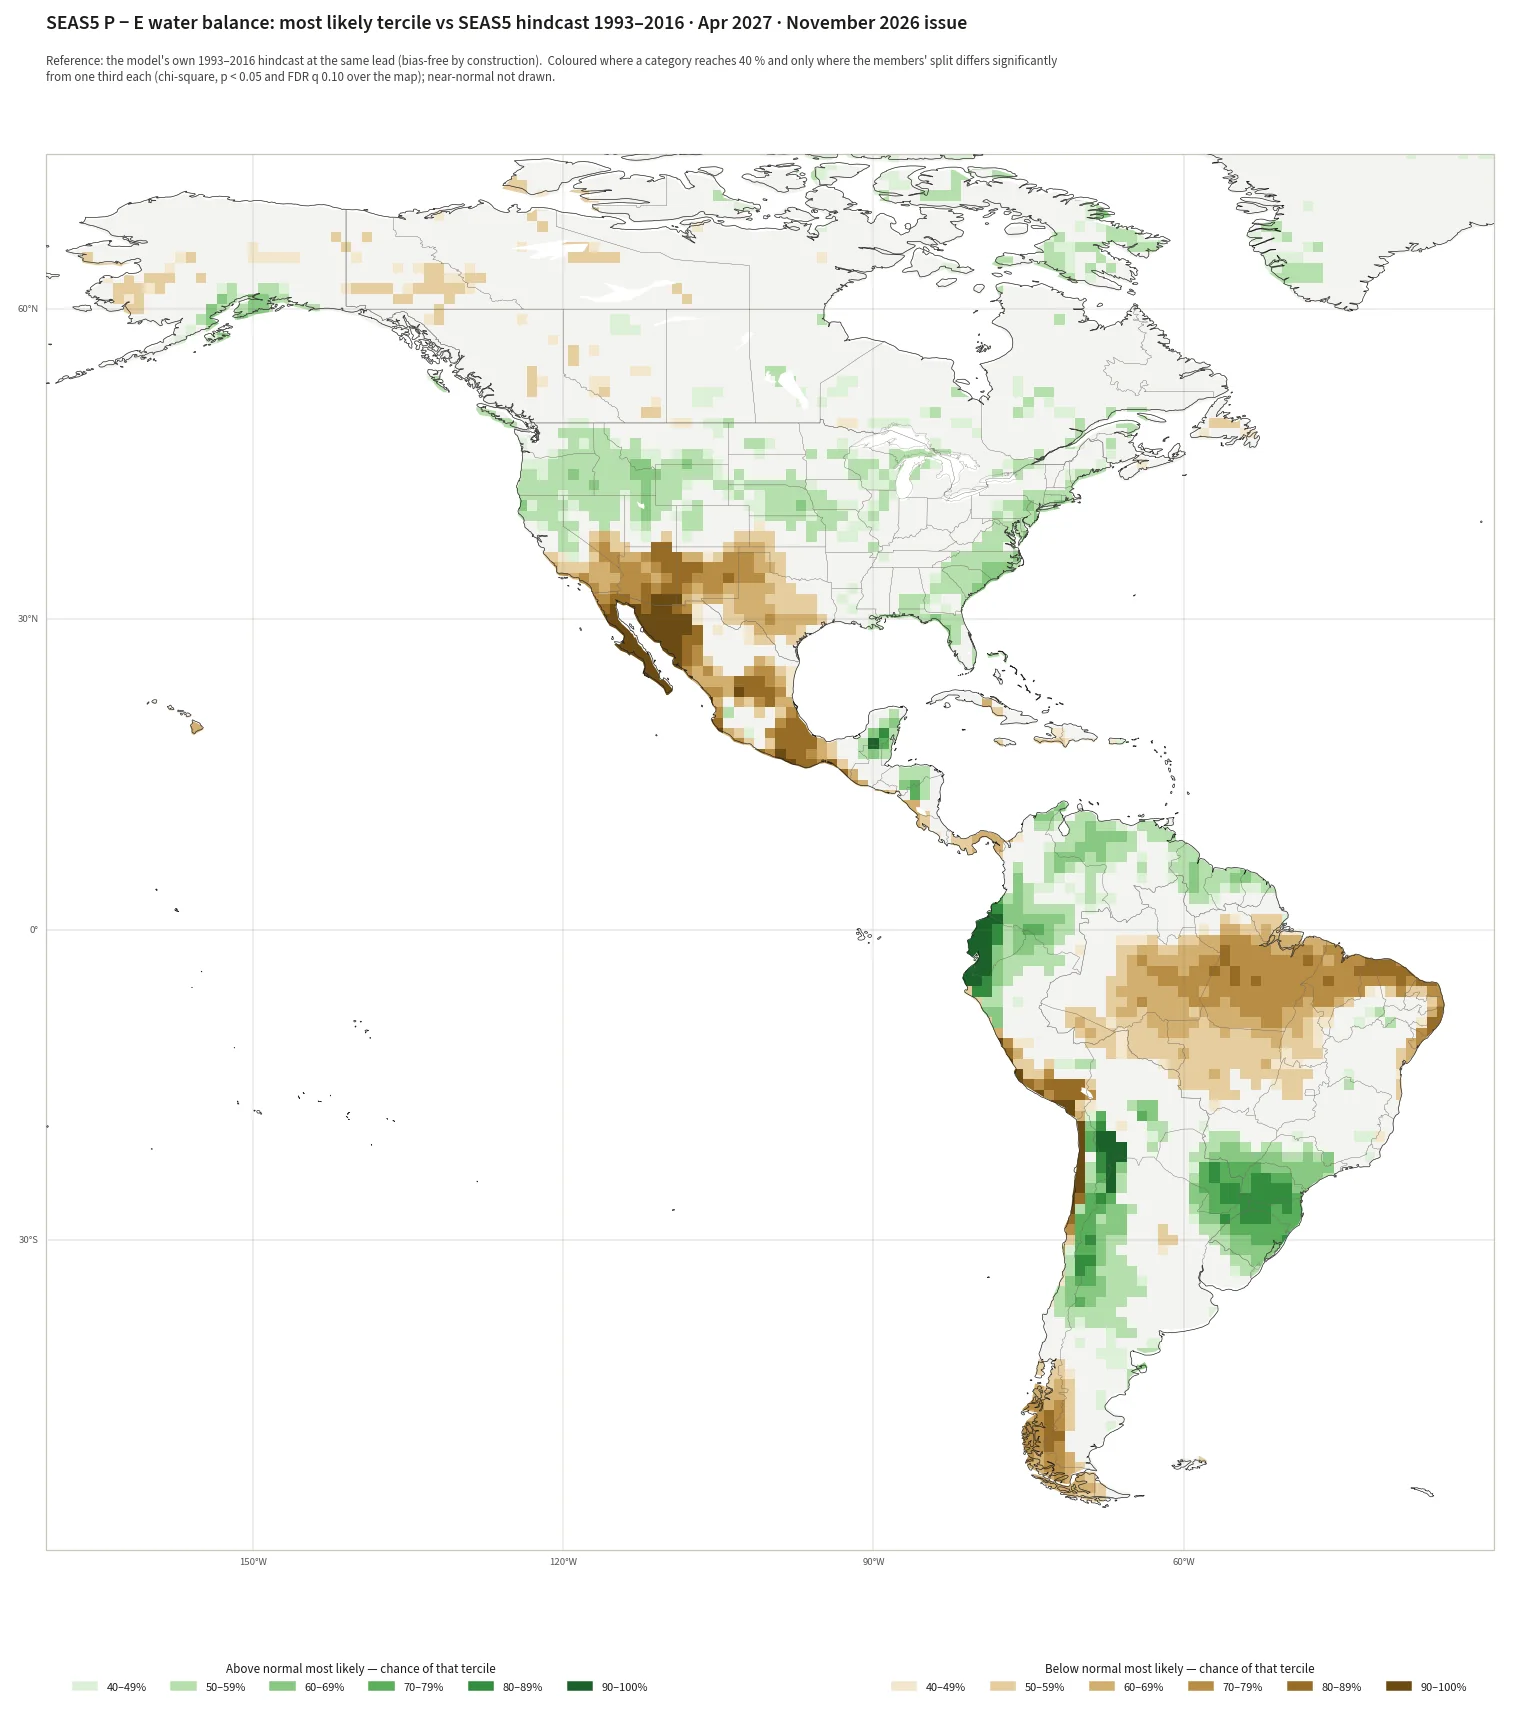 SEAS5 P − E water balance: most likely tercile vs SEAS5 hindcast 1993–2016 · Apr 2027 · November 2026 issue
Reference: the model's own 1993–2016 hindcast at the same lead (bias-free by construction).  Coloured where a category reaches 40 % and only where the members' split differs significantly
from one third each (chi-square, p < 0.05 and FDR q 0.10 over the map); near-normal not drawn.
60°N
30°N
0°
30°S
150°W
120°W
90°W
60°W
Above normal most likely — chance of that tercile
40–49%
50–59%
60–69%
70–79%
80–89%
90–100%
Below normal most likely — chance of that tercile
40–49%
50–59%
60–69%
70–79%
80–89%
90–100%